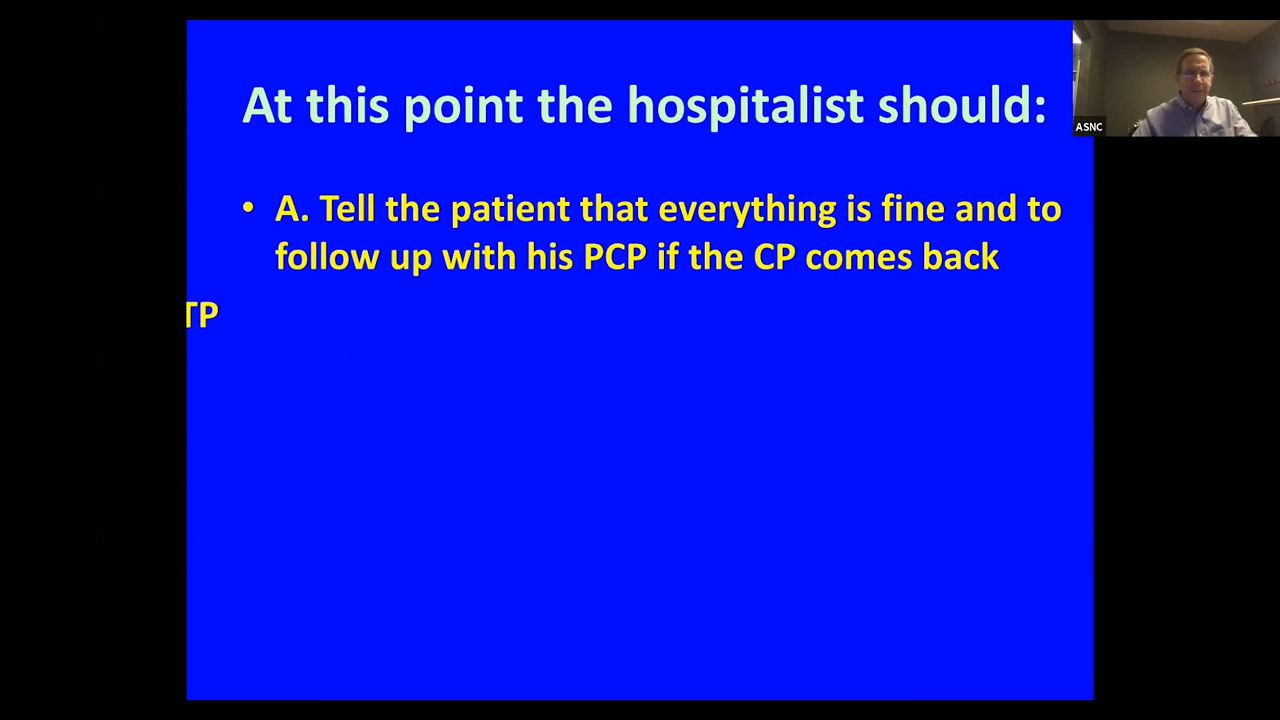 At this point the hospitalist should:
ASNC
• A. Tell the patient that everything is fine and to
follow up with his PCP if the CP comes back
TP